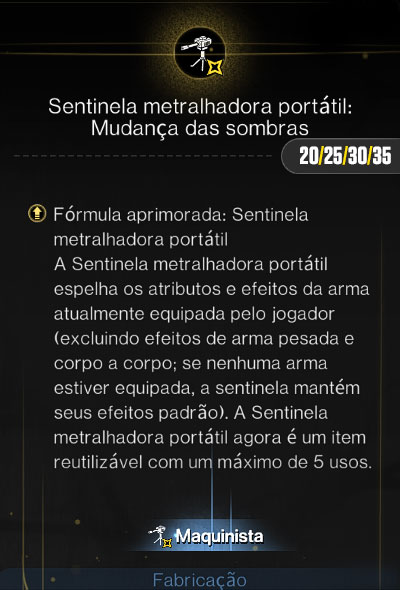 Sentinela metralhadora portátil:
Mudança das sombras
20/25/30/35
Fórmula aprimorada: Sentinela
metralhadora portátil
A Sentinela metralhadora portátil
espelha os atributos e efeitos da arma
atualmente equipada pelo jogador
(excluindo efeitos de arma pesada e
corpo a corpo; se nenhuma arma
estiver equipada, a sentinela mantém
seus efeitos padrão). A Sentinela
metralhadora portátil agora é um item
reutilizável com um máximo de 5 usos.
Maquinista
Fabricação